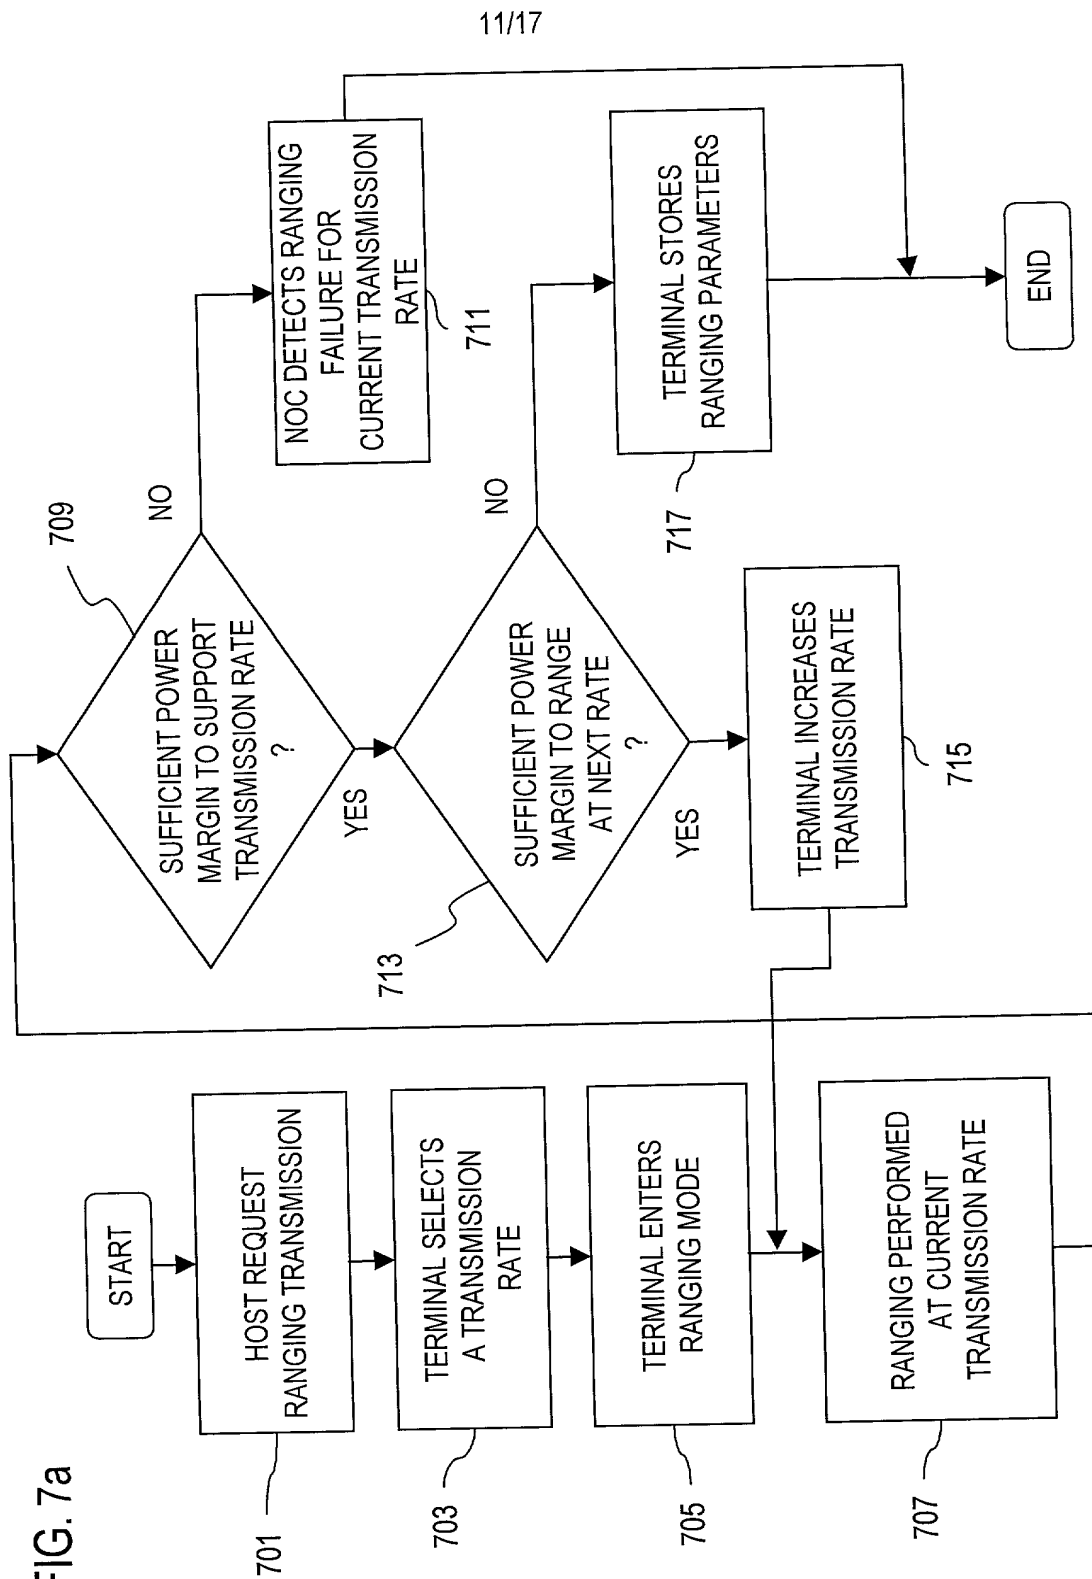 11/17
FIG. 7a
START
HOST REQUEST
RANGING TRANSMISSION
701
TERMINAL SELECTS
A TRANSMISSION
RATE
703
TERMINAL ENTERS
RANGING MODE
705
RANGING PERFORMED
AT CURRENT
TRANSMISSION RATE
707
SUFFICIENT POWER
MARGIN TO SUPPORT
TRANSMISSION RATE
?
709
NO
YES
NOC DETECTS RANGING
FAILURE FOR
CURRENT TRANSMISSION
RATE
711
SUFFICIENT POWER
MARGIN TO RANGE
AT NEXT RATE
?
713
NO
YES
TERMINAL INCREASES
TRANSMISSION RATE
715
TERMINAL STORES
RANGING PARAMETERS
717
END